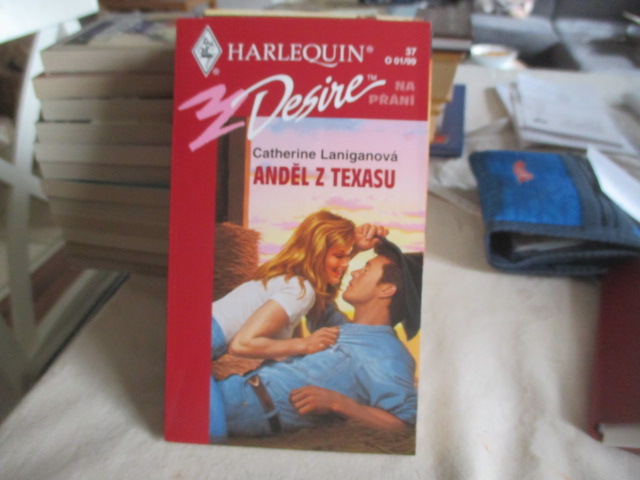 HARLEQUIN®
37
O 01/99
Desire™
NA
PŘÁNÍ
Catherine Laniganová
ANDĚL Z TEXASU